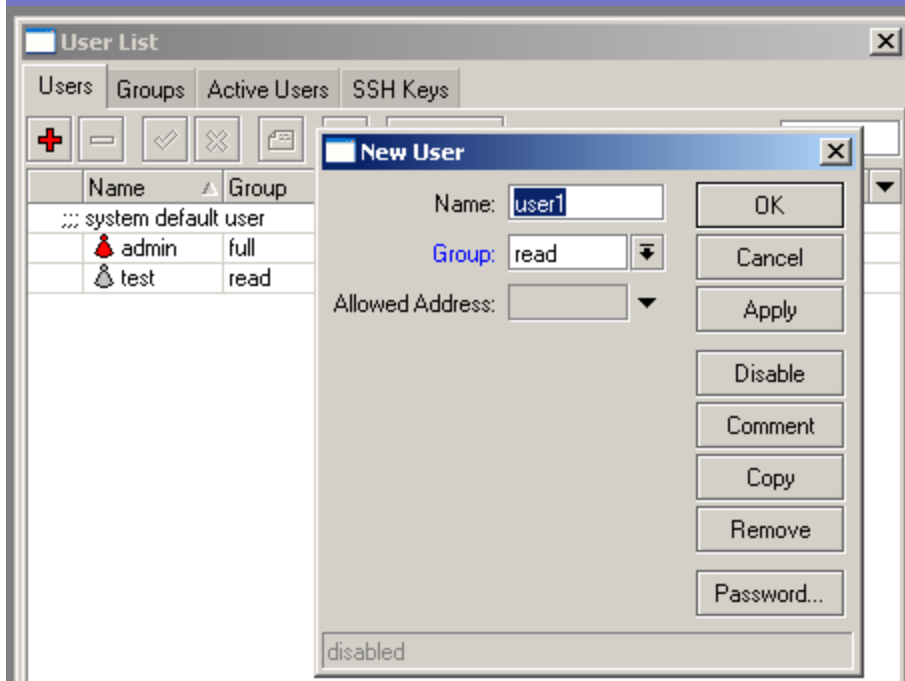 User List
Users Groups Active Users SSH Keys
Name Group
;;; system default user
admin full
test read
New User
Name: user1
Group: read
Allowed Address:
OK
Cancel
Apply
Disable
Comment
Copy
Remove
Password...
disabled